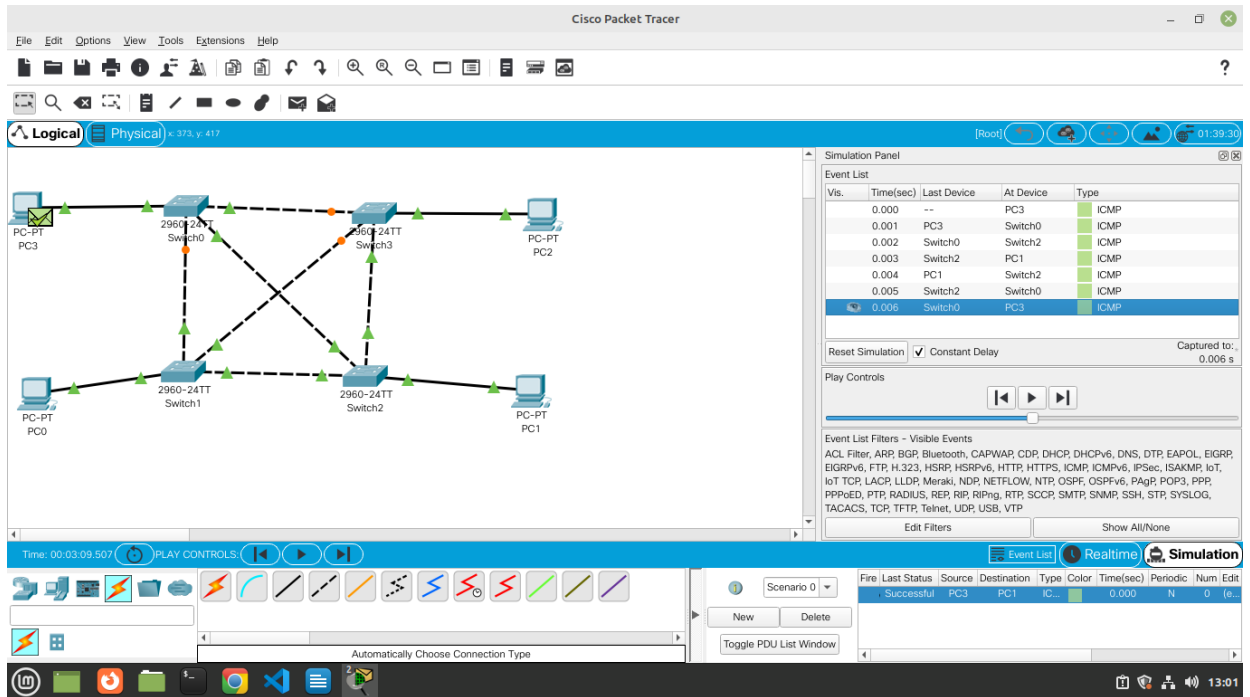 Cisco Packet Tracer
File Edit Options View Tools Extensions Help
?
Logical Physical x: 373, y: 417 [Root] 01:39:30
PC-PT
PC3
2960-24TT
Switch0
2960-24TT
Switch3
PC-PT
PC2
2960-24TT
Switch1
2960-24TT
Switch2
PC-PT
PC0
PC-PT
PC1
Simulation Panel
Event List
Vis. Time(sec) Last Device At Device Type
0.000 -- PC3 ICMP
0.001 PC3 Switch0 ICMP
0.002 Switch0 Switch2 ICMP
0.003 Switch2 PC1 ICMP
0.004 PC1 Switch2 ICMP
0.005 Switch2 Switch0 ICMP
0.006 Switch0 PC3 ICMP
Reset Simulation Constant Delay Captured to:
0.006 s
Play Controls
Event List Filters - Visible Events
ACL Filter, ARP, BGP, Bluetooth, CAPWAP, CDP, DHCP, DHCPv6, DNS, DTP, EAPOL, EIGRP,
EIGRPv6, FTP, H.323, HSRP, HSRPv6, HTTP, HTTPS, ICMP, ICMPv6, IPSec, ISAKMP, IoT,
IoT TCP, LACP, LLDP, Meraki, NDP, NETFLOW, NTP, OSPF, OSPFv6, PAgP, POP3, PPP,
PPPoED, PTP, RADIUS, REP, RIP, RIPng, RTP, SCCP, SMTP, SNMP, SSH, STP, SYSLOG,
TACACS, TCP, TFTP, Telnet, UDP, USB, VTP
Edit Filters Show All/None
Time: 00:03:09.507 PLAY CONTROLS: Event List Realtime Simulation
Automatically Choose Connection Type
Scenario 0
New Delete
Toggle PDU List Window
Fire Last Status Source Destination Type Color Time(sec) Periodic Num Edit
Successful PC3 PC1 IC... 0.000 N 0 (e...
2
13:01